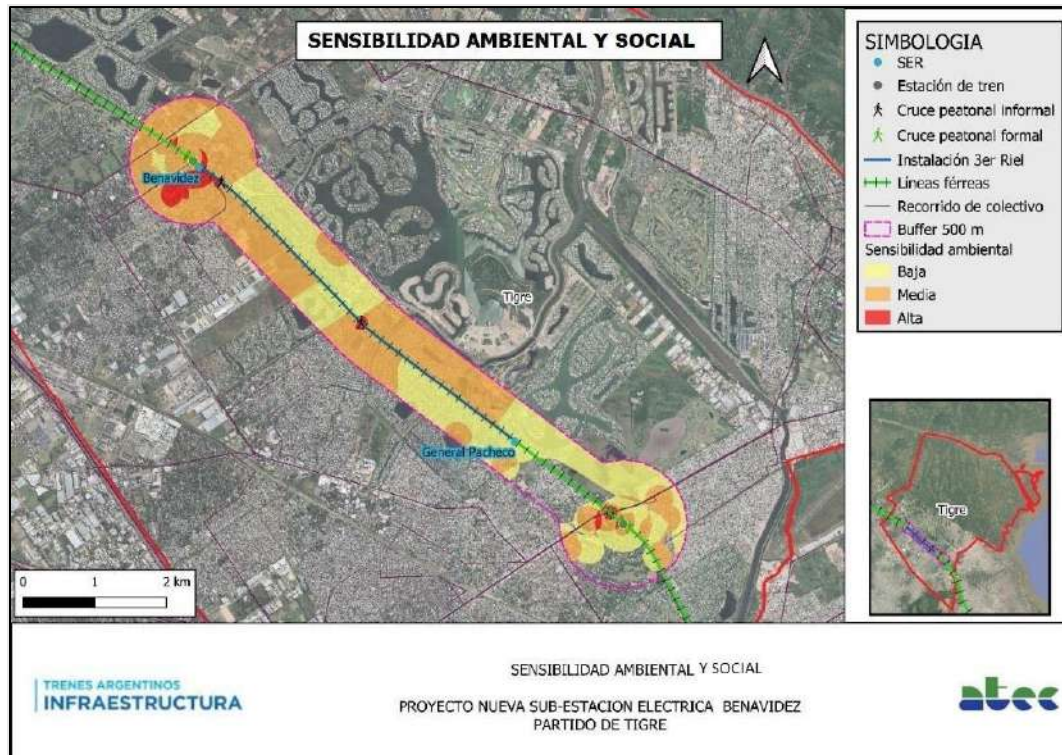 SENSIBILIDAD AMBIENTAL Y SOCIAL
Benavidez
Tigre
General Pacheco
0 1 2 km
SIMBOLOGIA
SER
Estación de tren
Cruce peatonal informal
Cruce peatonal formal
Instalación 3er Riel
Líneas férreas
Recorrido de colectivo
Buffer 500 m
Sensibilidad ambiental
Baja
Media
Alta
Tigre
TRENES ARGENTINOS
INFRAESTRUCTURA
SENSIBILIDAD AMBIENTAL Y SOCIAL
PROYECTO NUEVA SUB-ESTACION ELECTRICA BENAVIDEZ
PARTIDO DE TIGRE
atec